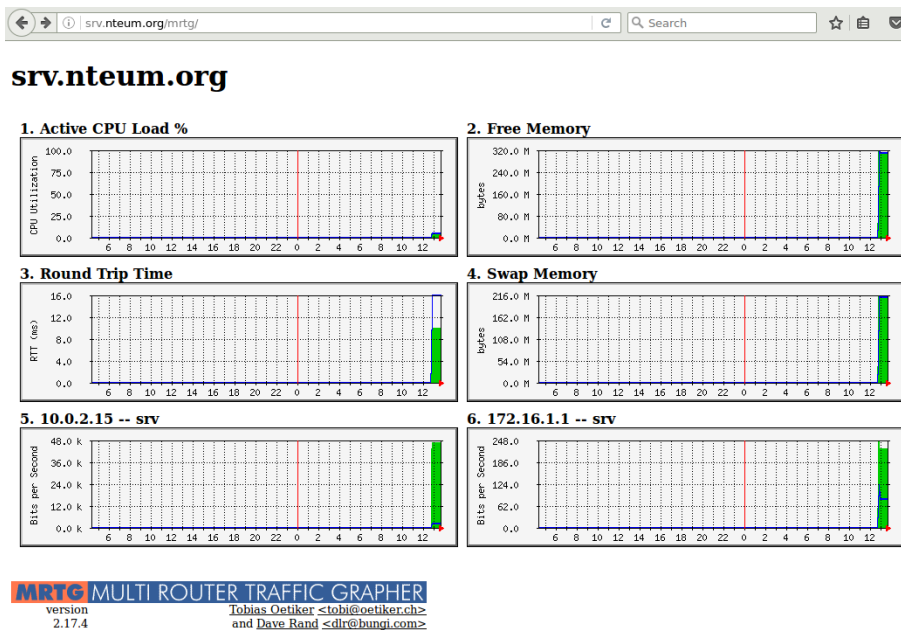 srv.nteum.org/mrtg/
Search
srv.nteum.org
1. Active CPU Load %
CPU Utilization
100.0
75.0
50.0
25.0
0.0
6 8 10 12 14 16 18 20 22 0 2 4 6 8 10 12
2. Free Memory
bytes
320.0 M
240.0 M
160.0 M
80.0 M
0.0 M
6 8 10 12 14 16 18 20 22 0 2 4 6 8 10 12
3. Round Trip Time
RTT (ms)
16.0
12.0
8.0
4.0
0.0
6 8 10 12 14 16 18 20 22 0 2 4 6 8 10 12
4. Swap Memory
bytes
216.0 M
162.0 M
108.0 M
54.0 M
0.0 M
6 8 10 12 14 16 18 20 22 0 2 4 6 8 10 12
5. 10.0.2.15 -- srv
Bits per Second
48.0 k
36.0 k
24.0 k
12.0 k
0.0 k
6 8 10 12 14 16 18 20 22 0 2 4 6 8 10 12
6. 172.16.1.1 -- srv
Bits per Second
248.0
186.0
124.0
62.0
0.0
6 8 10 12 14 16 18 20 22 0 2 4 6 8 10 12
MRTG MULTI ROUTER TRAFFIC GRAPHER
version Tobias Oetiker <tobi@oetiker.ch>
2.17.4 and Dave Rand <dlr@bungi.com>